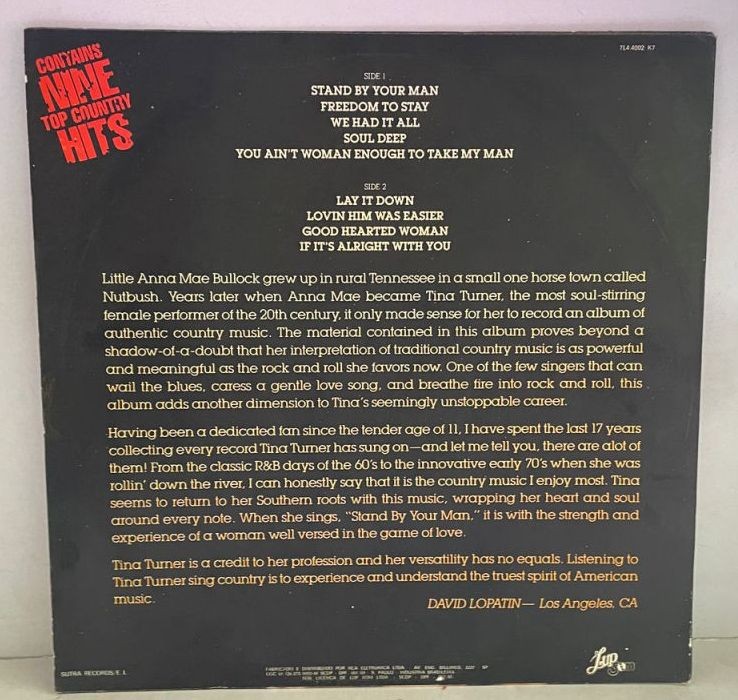 CONTAINS
NINE
TOP COUNTRY
HITS
TL4.4002 K7
SIDE 1
STAND BY YOUR MAN
FREEDOM TO STAY
WE HAD IT ALL
SOUL DEEP
YOU AIN'T WOMAN ENOUGH TO TAKE MY MAN
SIDE 2
LAY IT DOWN
LOVIN HIM WAS EASIER
GOOD HEARTED WOMAN
IF IT'S ALRIGHT WITH YOU
Little Anna Mae Bullock grew up in rural Tennessee in a small one horse town called
Nutbush. Years later when Anna Mae became Tina Turner, the most soul-stirring
female performer of the 20th century, it only made sense for her to record an album of
authentic country music. The material contained in this album proves beyond a
shadow-of-a-doubt that her interpretation of traditional country music is as powerful
and meaningful as the rock and roll she favors now. One of the few singers that can
wail the blues, caress a gentle love song, and breathe fire into rock and roll, this
album adds another dimension to Tina's seemingly unstoppable career.
Having been a dedicated fan since the tender age of 11, I have spent the last 17 years
collecting every record Tina Turner has sung on—and let me tell you, there are alot of
them! From the classic R&B days of the 60's to the innovative early 70's when she was
rollin' down the river, I can honestly say that it is the country music I enjoy most. Tina
seems to return to her Southern roots with this music, wrapping her heart and soul
around every note. When she sings, "Stand By Your Man," it is with the strength and
experience of a woman well versed in the game of love.
Tina Turner is a credit to her profession and her versatility has no equals. Listening to
Tina Turner sing country is to experience and understand the truest spirit of American
music.
DAVID LOPATIN— Los Angeles, CA
SUTRA RECORDS/E.I.
FABRICADO E DISTRIBUIDO POR RCA ELETRONICA LTDA
INDUSTRIA BRASILEIRA
Lup
som